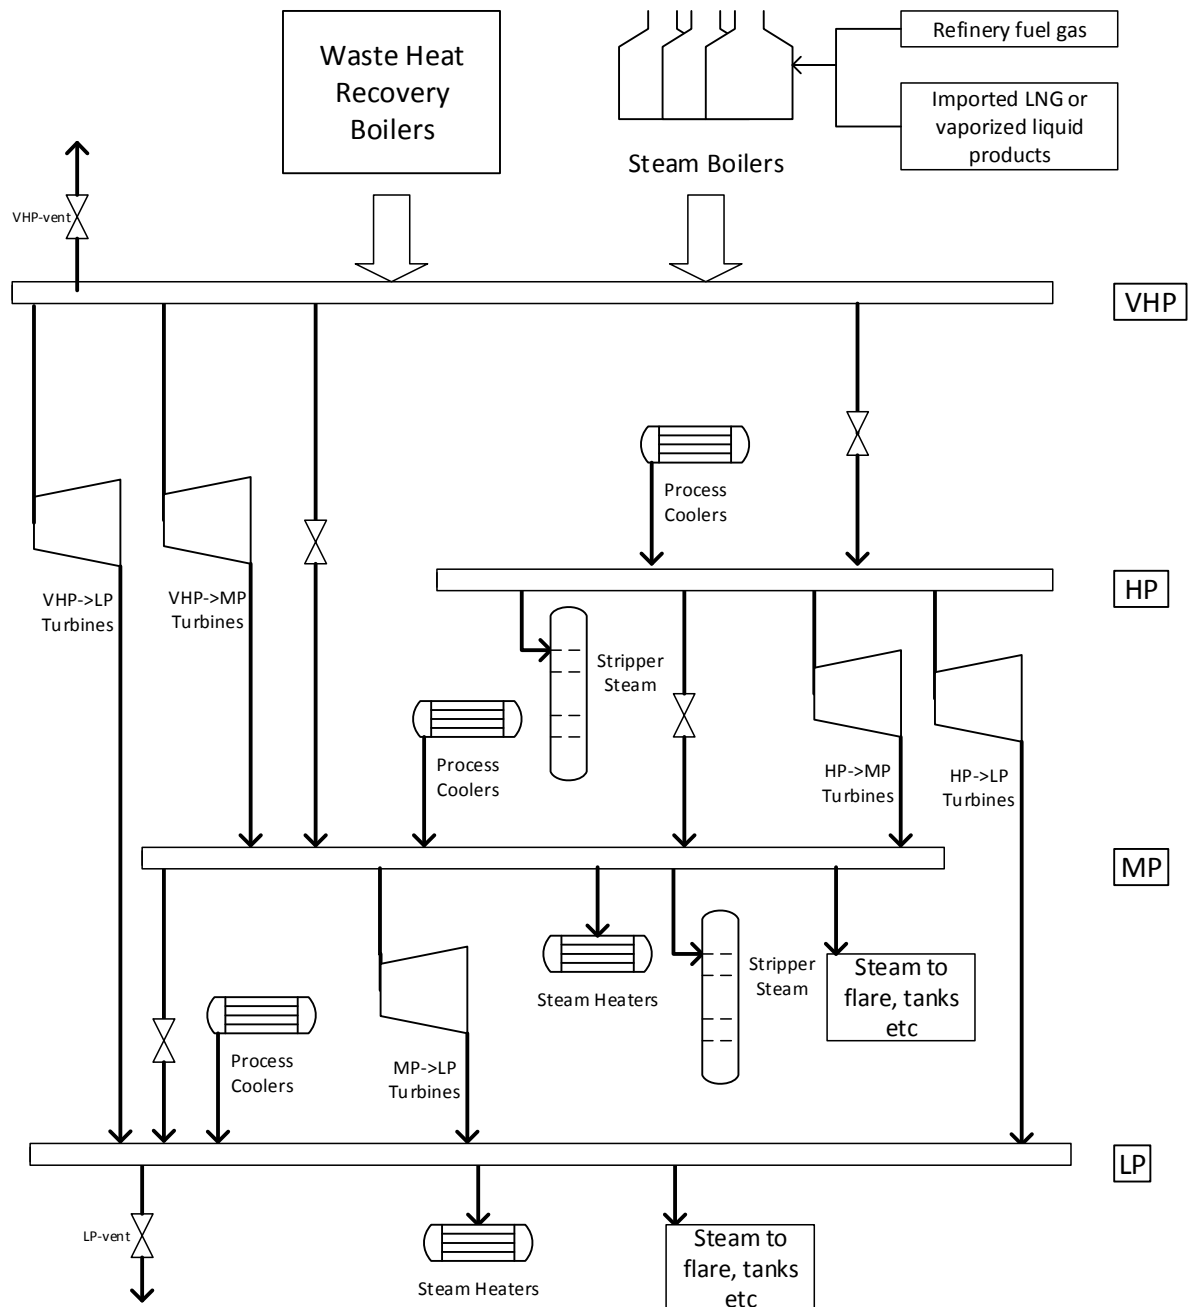 Waste Heat
Recovery
Boilers
Refinery fuel gas
Imported LNG or
vaporized liquid
products
Steam Boilers
VHP-vent
VHP
Process
Coolers
HP
VHP->LP
Turbines
VHP->MP
Turbines
Stripper
Steam
Process
Coolers
HP->MP
Turbines
HP->LP
Turbines
MP
Steam Heaters
Stripper
Steam
Steam to
flare, tanks
etc
Process
Coolers
MP->LP
Turbines
LP
LP-vent
Steam Heaters
Steam to
flare, tanks
etc